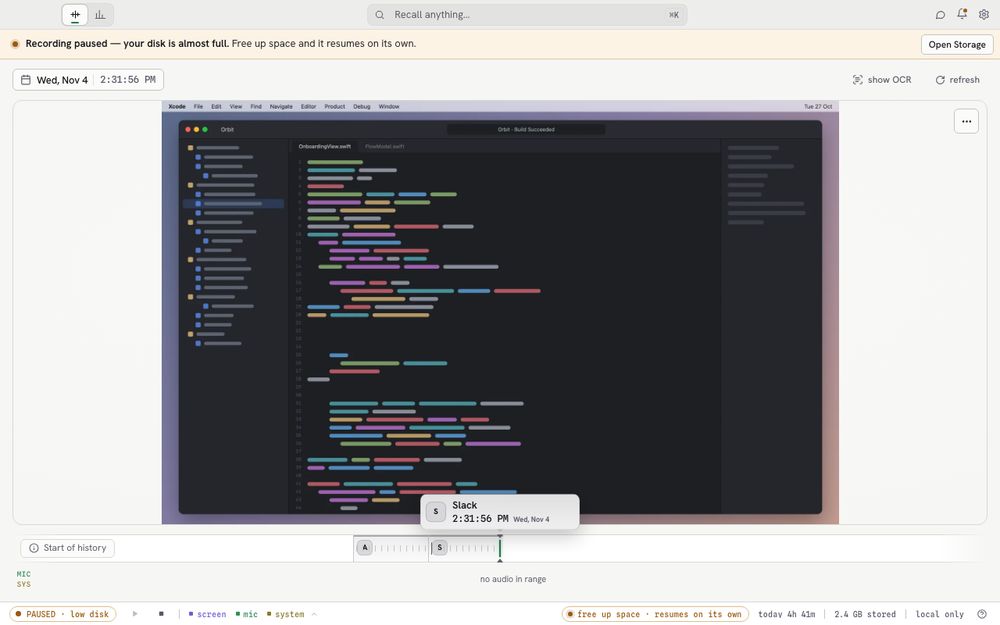 Recall anything...
⌘K
Recording paused — your disk is almost full. Free up space and it resumes on its own.
Open Storage
Wed, Nov 4
2:31:56 PM
show OCR
refresh
Xcode File Edit View Find Navigate Editor Product Debug Window
Tue 27 Oct
Orbit
Orbit - Build Succeeded
OnboardingView.swift
FlowModel.swift
S
Slack
2:31:56 PM Wed, Nov 4
Start of history
A
S
MIC
SYS
no audio in range
PAUSED · low disk
screen
mic
system
free up space · resumes on its own
today 4h 41m
2.4 GB stored
local only